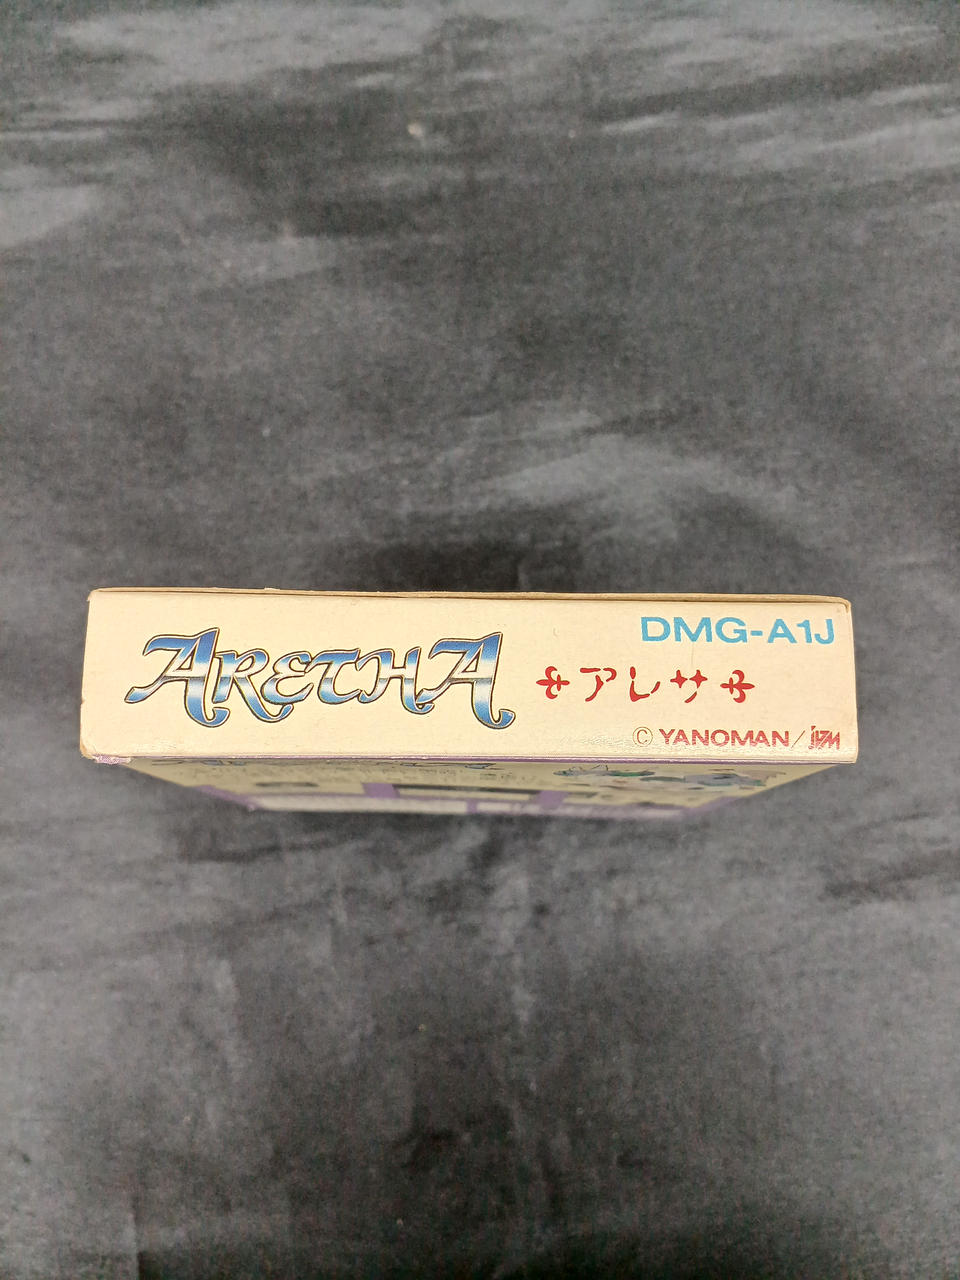 DMG-A1J
ARETHA アレサ
© YANOMAN/